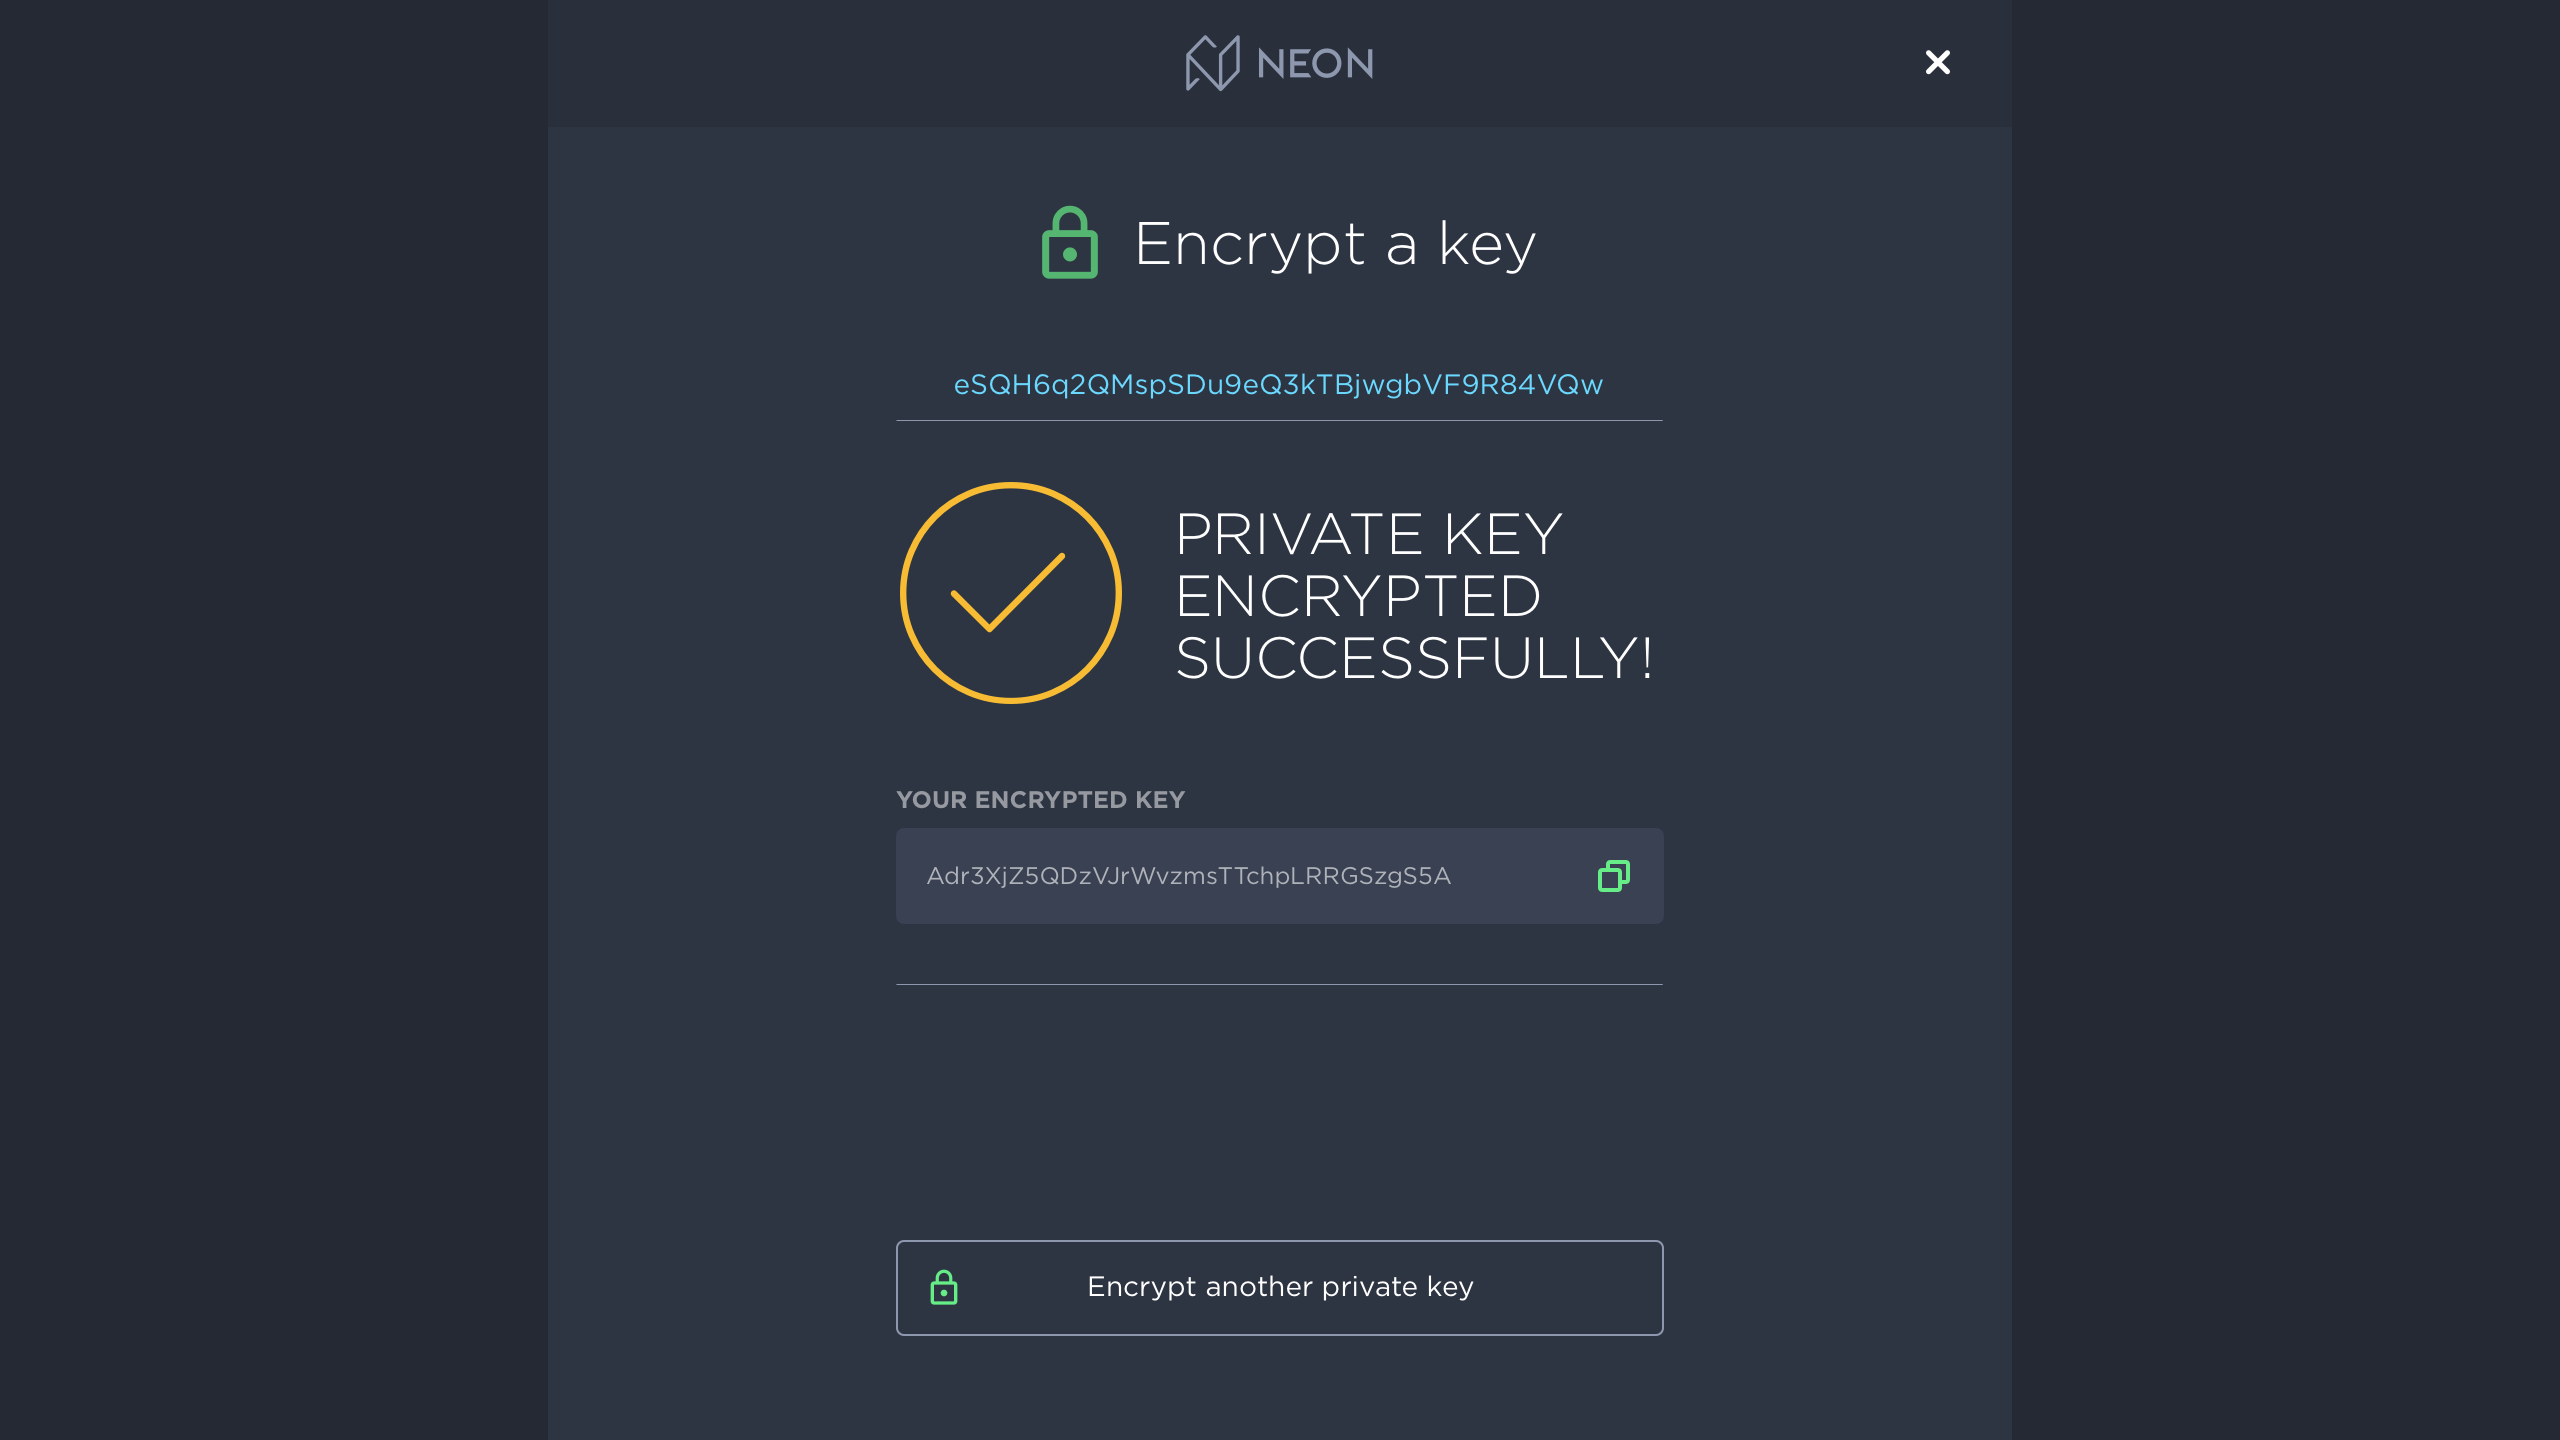 NEON
Encrypt a key
eSQH6q2QMspSDu9eQ3kTBjwgbVF9R84VQw
PRIVATE KEY
ENCRYPTED
SUCCESSFULLY!
YOUR ENCRYPTED KEY
Adr3XjZ5QDzVJrWvzmsTTchpLRRGSzgS5A
Encrypt another private key